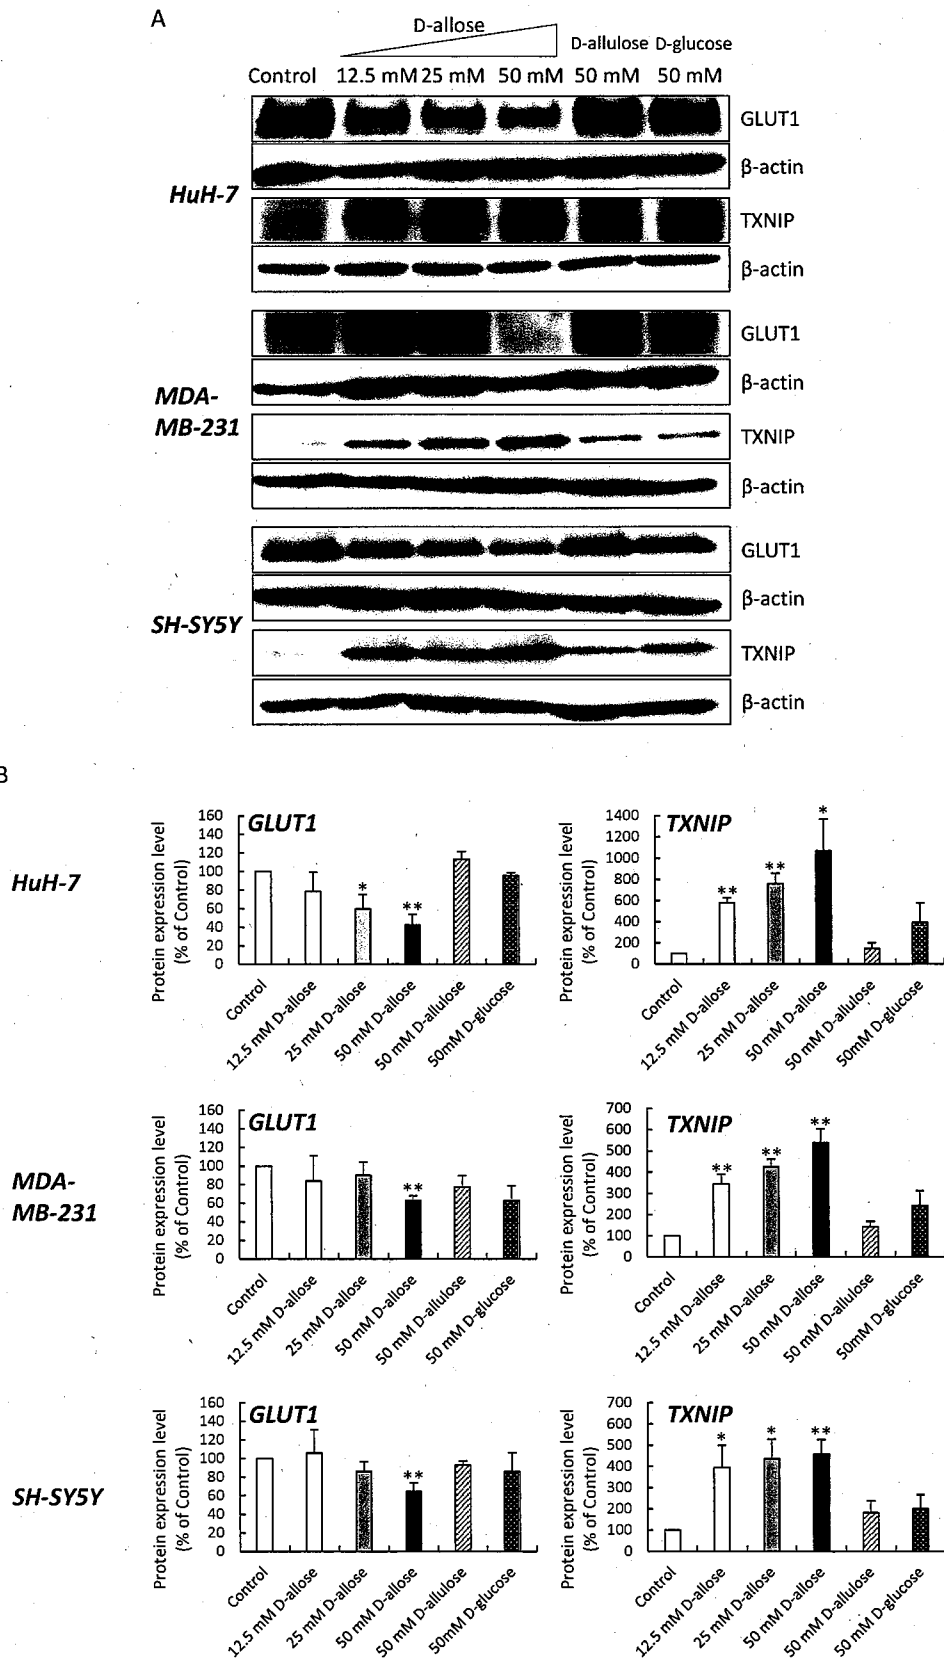 A
D-allose
D-allulose D-glucose
Control 12.5 mM 25 mM 50 mM 50 mM 50 mM
GLUT1
β-actin
HuH-7
TXNIP
β-actin
GLUT1
β-actin
MDA-
MB-231
TXNIP
β-actin
GLUT1
β-actin
SH-SY5Y
TXNIP
β-actin
B
HuH-7
Protein expression level
(% of Control)
160
140
120
100
80
60
40
20
0
GLUT1
*
**
Control
12.5 mM D-allose
25 mM D-allose
50 mM D-allose
50 mM D-allulose
50mM D-glucose
Protein expression level
(% of Control)
1400
1200
1000
800
600
400
200
0
TXNIP
**
**
*
Control
12.5 mM D-allose
25 mM D-allose
50 mM D-allose
50 mM D-allulose
50mM D-glucose
MDA-
MB-231
Protein expression level
(% of Control)
160
140
120
100
80
60
40
20
0
GLUT1
**
Control
12.5 mM D-allose
25 mM D-allose
50 mM D-allose
50 mM D-allulose
50 mM D-glucose
Protein expression level
(% of Control)
700
600
500
400
300
200
100
0
TXNIP
**
**
**
Control
12.5 mM D-allose
25 mM D-allose
50 mM D-allose
50 mM D-allulose
50mM D-glucose
SH-SY5Y
Protein expression level
(% of Control)
160
140
120
100
80
60
40
20
0
GLUT1
**
Control
12.5 mM D-allose
25 mM D-allose
50 mM D-allose
50 mM D-allulose
50mM D-glucose
Protein expression level
(% of Control)
700
600
500
400
300
200
100
0
TXNIP
*
*
**
Control
12.5 mM D-allose
25 mM D-allose
50 mM D-allose
50 mM D-allulose
50 mM D-glucose